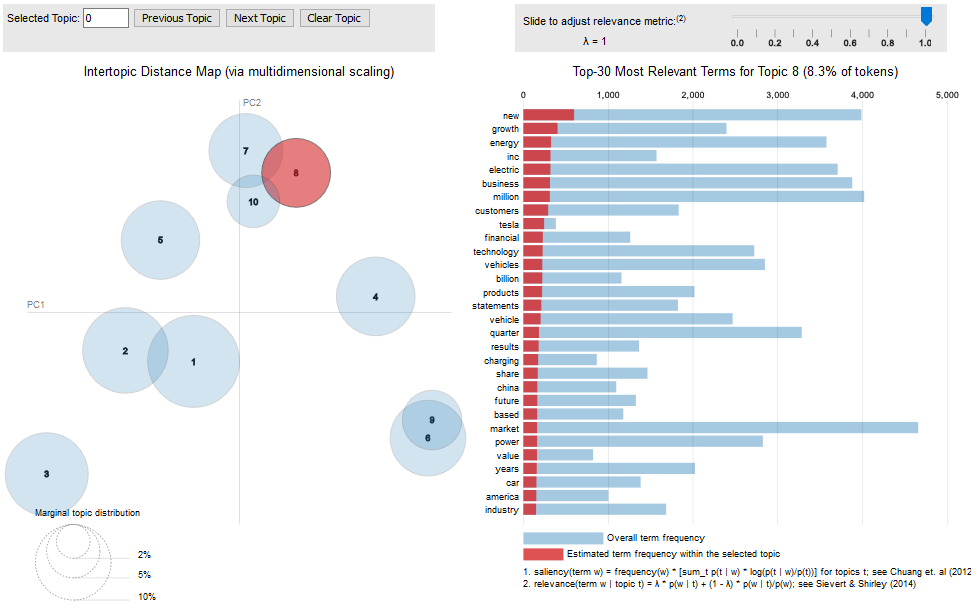 Selected Topic: 0 Previous Topic Next Topic Clear Topic
Slide to adjust relevance metric:(2)
λ = 1
0.0 0.2 0.4 0.6 0.8 1.0
Intertopic Distance Map (via multidimensional scaling)
PC2
PC1
7
8
10
5
4
2
1
9
6
3
Marginal topic distribution
2%
5%
10%
Top-30 Most Relevant Terms for Topic 8 (8.3% of tokens)
0 1,000 2,000 3,000 4,000 5,000
new
growth
energy
inc
electric
business
million
customers
tesla
financial
technology
vehicles
billion
products
statements
vehicle
quarter
results
charging
share
china
future
based
market
power
value
years
car
america
industry
Overall term frequency
Estimated term frequency within the selected topic
1. saliency(term w) = frequency(w) * [sum_t p(t | w) * log(p(t | w)/p(t))] for topics t; see Chuang et. al (2012
2. relevance(term w | topic t) = λ * p(w | t) + (1 - λ) * p(w | t)/p(w); see Sievert & Shirley (2014)